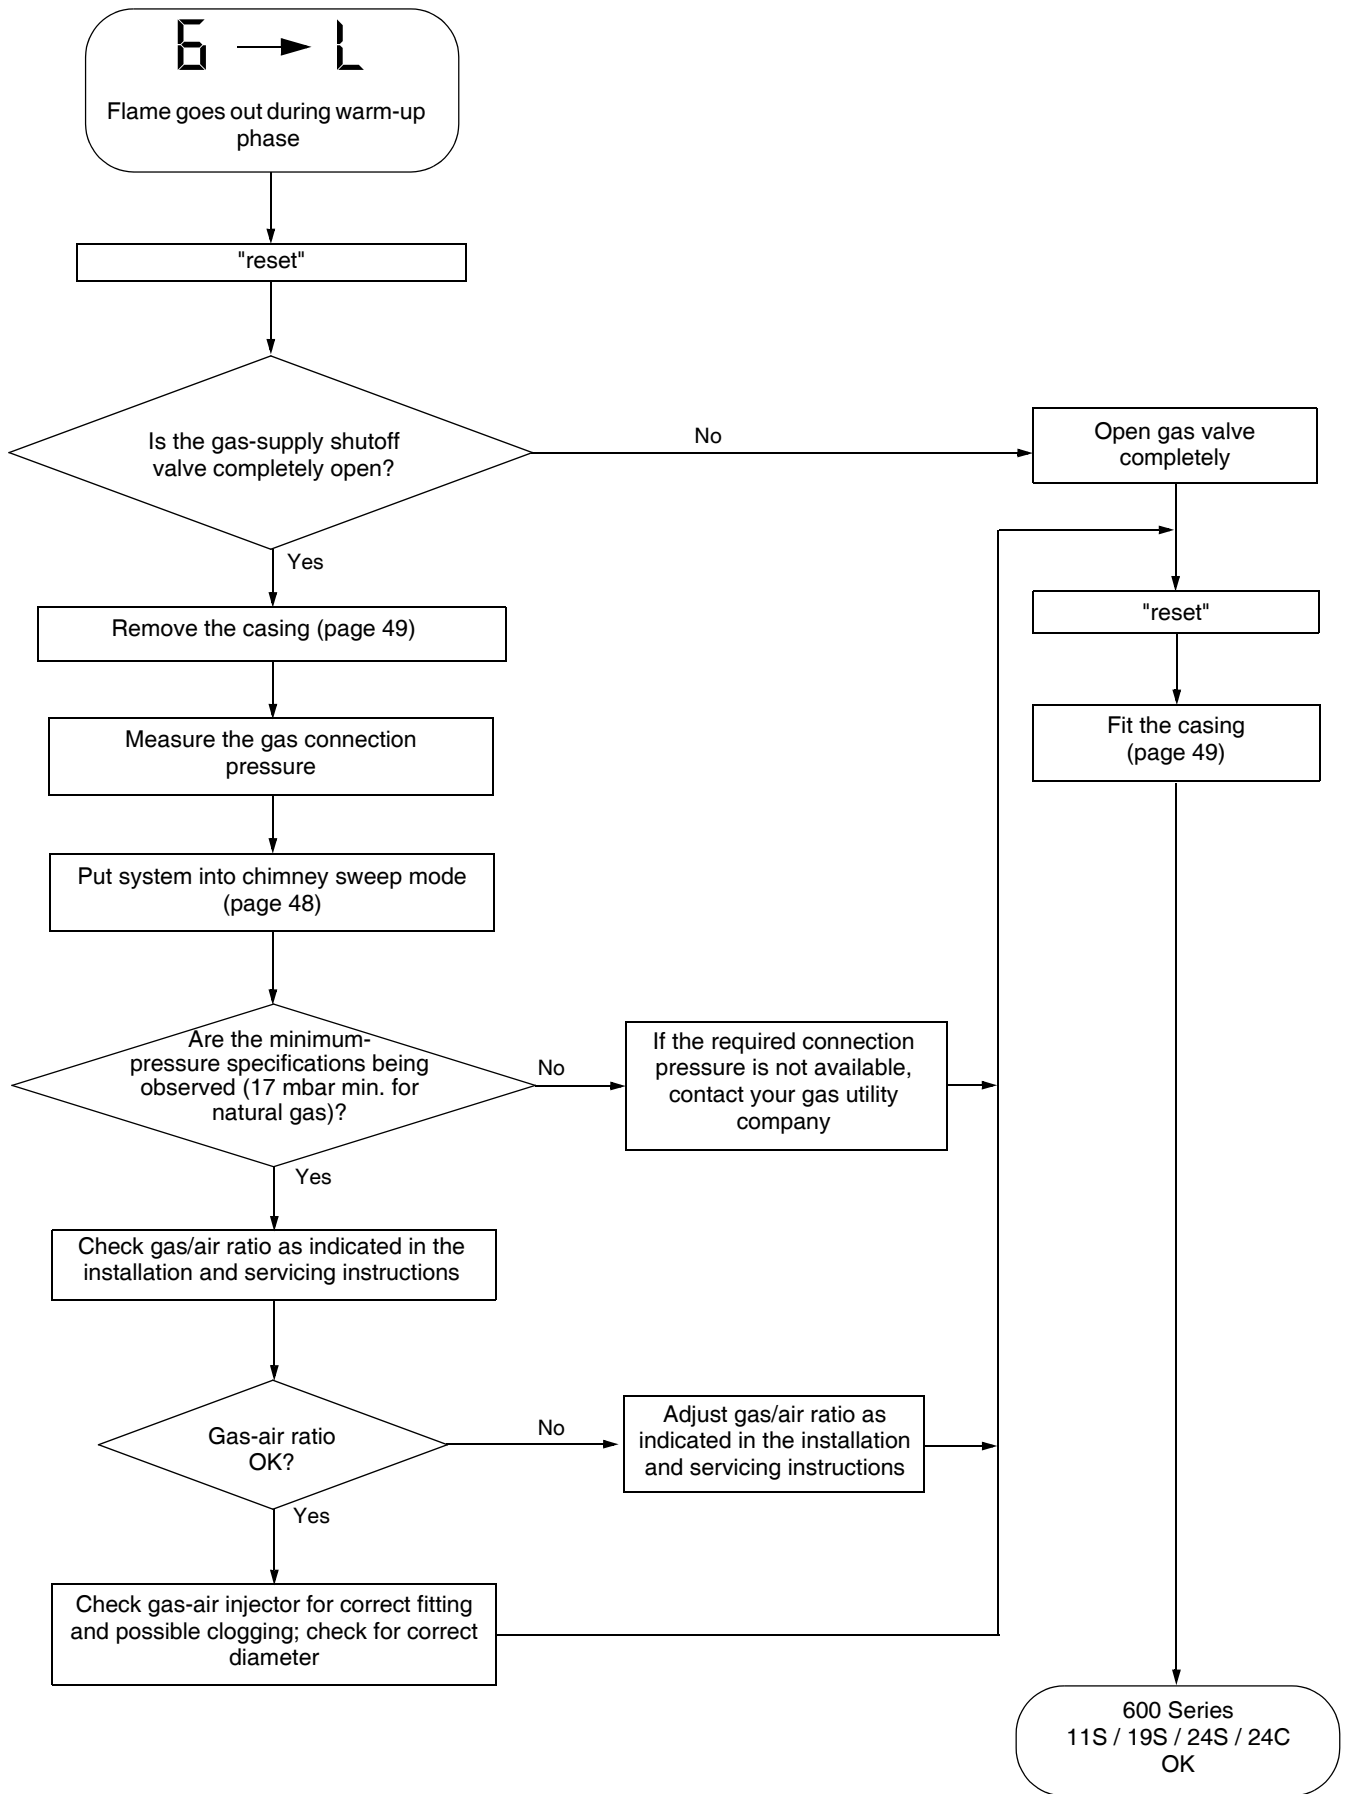 6 L
Flame goes out during warm-up
phase
"reset"
Is the gas-supply shutoff
valve completely open?
No
Open gas valve
completely
Yes
"reset"
Remove the casing (page 49)
Fit the casing
(page 49)
Measure the gas connection
pressure
Put system into chimney sweep mode
(page 48)
Are the minimum-
pressure specifications being
observed (17 mbar min. for
natural gas)?
No
If the required connection
pressure is not available,
contact your gas utility
company
Yes
Check gas/air ratio as indicated in the
installation and servicing instructions
Gas-air ratio
OK?
No
Adjust gas/air ratio as
indicated in the installation
and servicing instructions
Yes
Check gas-air injector for correct fitting
and possible clogging; check for correct
diameter
600 Series
11S / 19S / 24S / 24C
OK